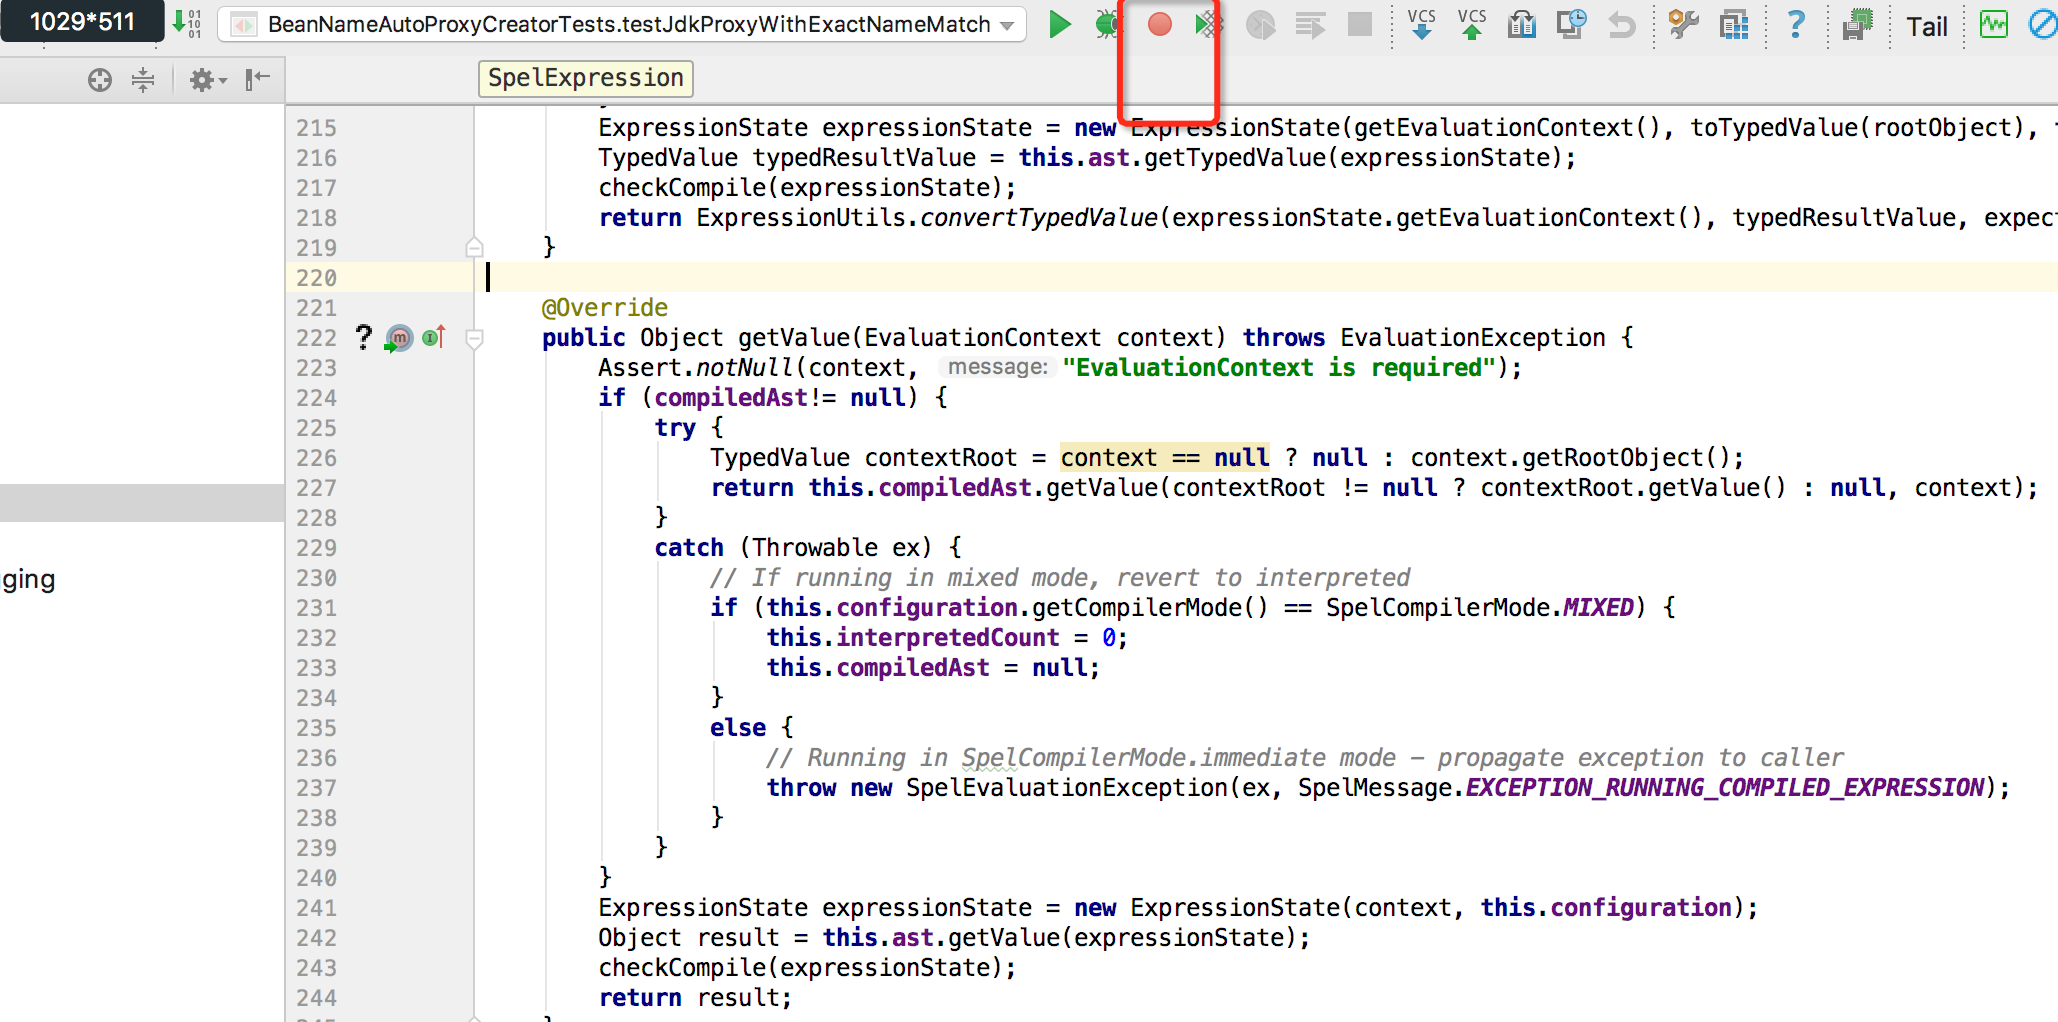 1029*511
BeanNameAutoProxyCreatorTests.testJdkProxyWithExactNameMatch
VCS
VCS
?
Tail
SpelExpression
215 ExpressionState expressionState = new ExpressionState(getEvaluationContext(), toTypedValue(rootObject),
216 TypedValue typedResultValue = this.ast.getTypedValue(expressionState);
217 checkCompile(expressionState);
218 return ExpressionUtils.convertTypedValue(expressionState.getEvaluationContext(), typedResultValue, expec
219 }
220
221 @Override
222 ? public Object getValue(EvaluationContext context) throws EvaluationException {
223 Assert.notNull(context, message: "EvaluationContext is required");
224 if (compiledAst!= null) {
225 try {
226 TypedValue contextRoot = context == null ? null : context.getRootObject();
227 return this.compiledAst.getValue(contextRoot != null ? contextRoot.getValue() : null, context);
228 }
229 catch (Throwable ex) {
230 // If running in mixed mode, revert to interpreted
231 if (this.configuration.getCompilerMode() == SpelCompilerMode.MIXED) {
232 this.interpretedCount = 0;
233 this.compiledAst = null;
234 }
235 else {
236 // Running in SpelCompilerMode.immediate mode – propagate exception to caller
237 throw new SpelEvaluationException(ex, SpelMessage.EXCEPTION_RUNNING_COMPILED_EXPRESSION);
238 }
239 }
240 }
241 ExpressionState expressionState = new ExpressionState(context, this.configuration);
242 Object result = this.ast.getValue(expressionState);
243 checkCompile(expressionState);
244 return result;
ging